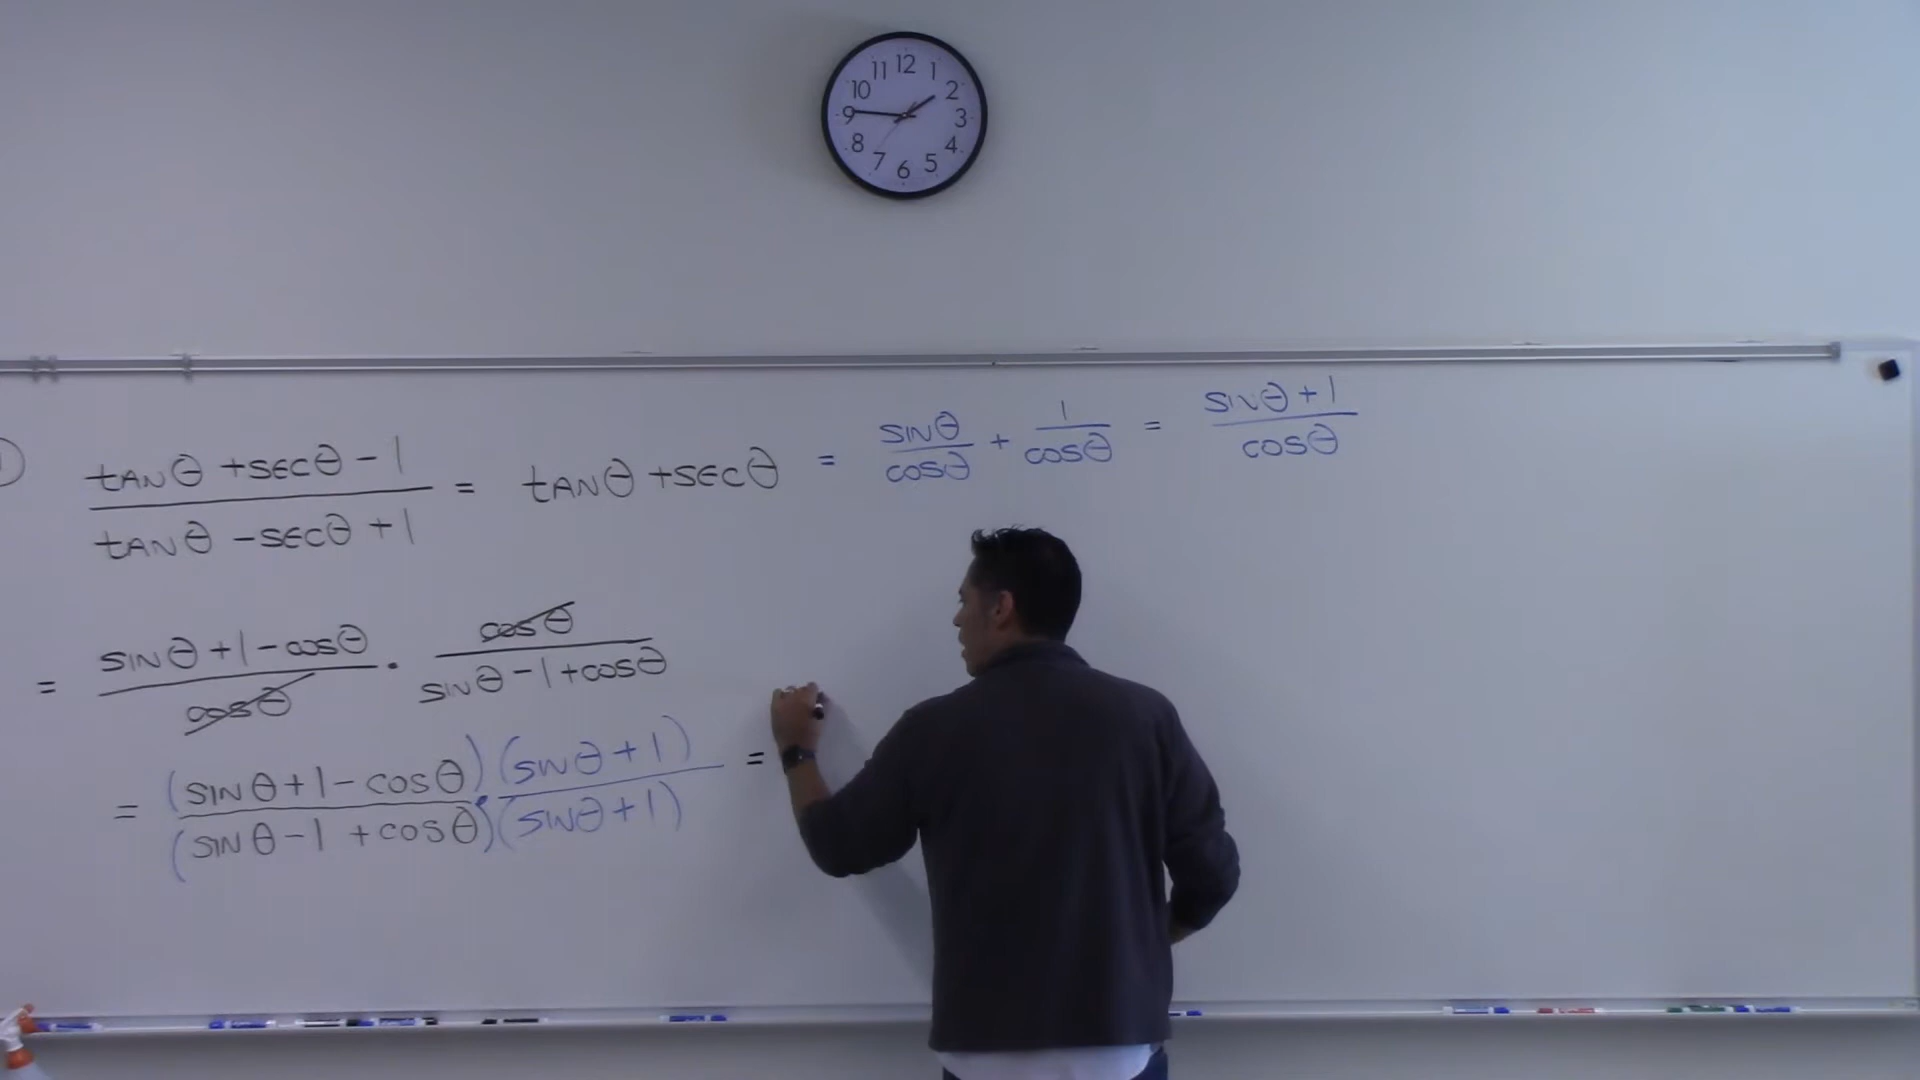 12
11 1
10 2
9 3
8 4
7 5
6
tanθ + secθ - 1 / tanθ - secθ + 1 = tanθ + secθ = sinθ / cosθ + 1 / cosθ = sinθ + 1 / cosθ
= sinθ + 1 - cosθ / cosθ · cosθ / sinθ - 1 + cosθ
= (sinθ + 1 - cosθ) / (sinθ - 1 + cosθ) · (sinθ + 1) / (sinθ + 1) =